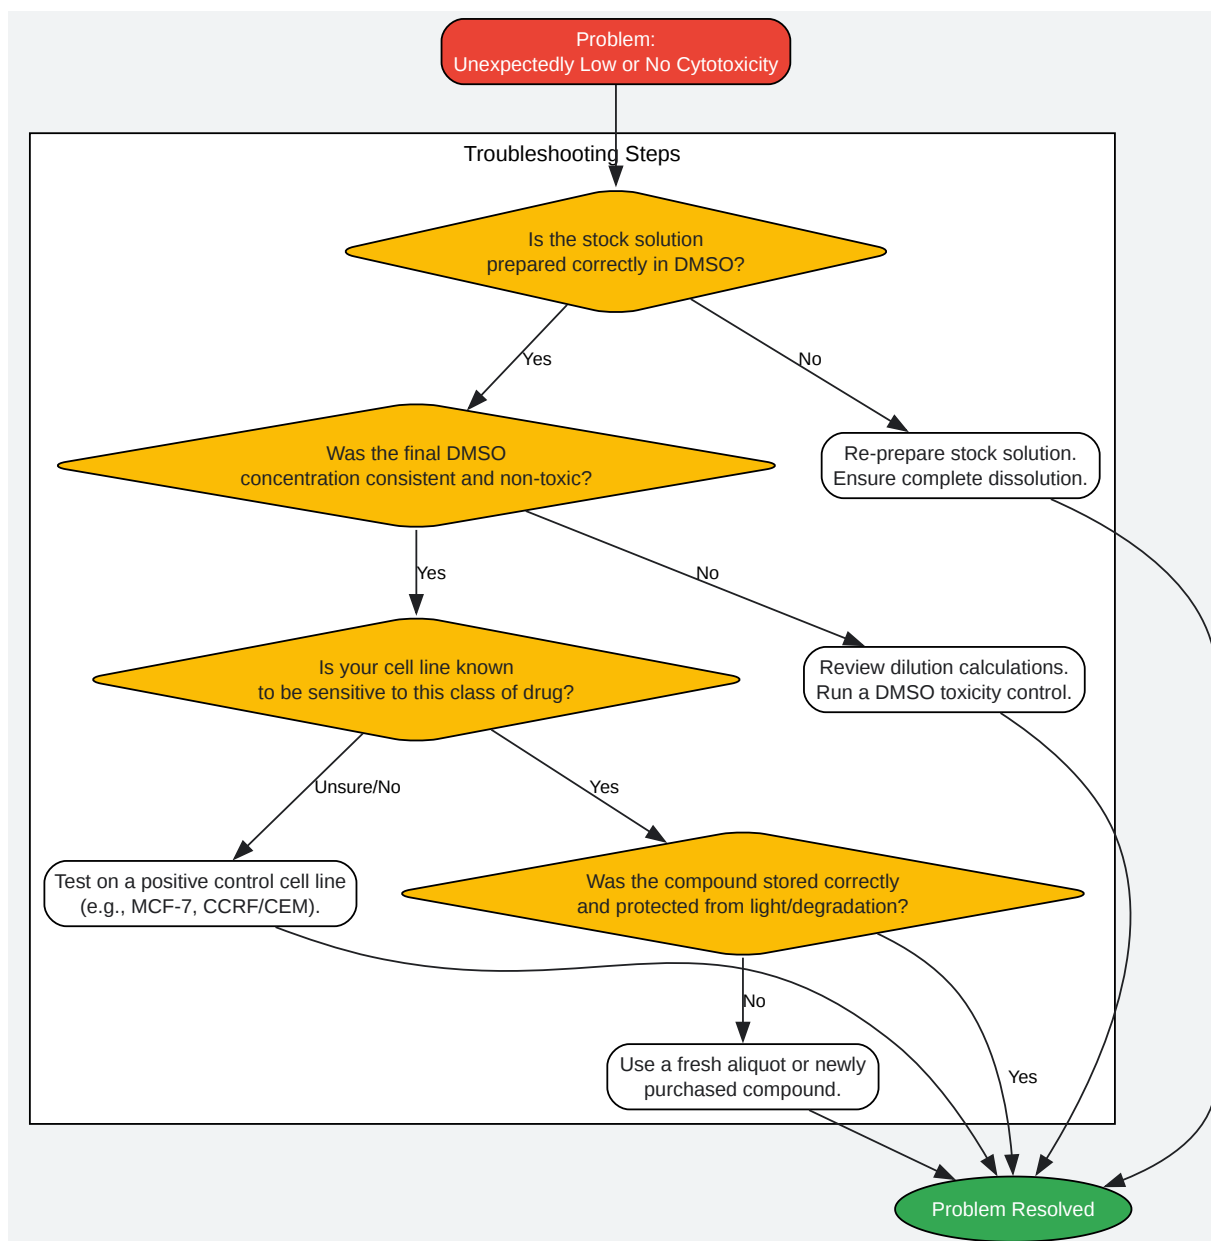 Problem:
Unexpectedly Low or No Cytotoxicity
Troubleshooting Steps
Is the stock solution
prepared correctly in DMSO?
Yes
No
Was the final DMSO
concentration consistent and non-toxic?
Re-prepare stock solution.
Ensure complete dissolution.
Yes
No
Is your cell line known
to be sensitive to this class of drug?
Review dilution calculations.
Run a DMSO toxicity control.
Unsure/No
Yes
Test on a positive control cell line
(e.g., MCF-7, CCRF/CEM).
Was the compound stored correctly
and protected from light/degradation?
No
Use a fresh aliquot or newly
purchased compound.
Yes
Problem Resolved